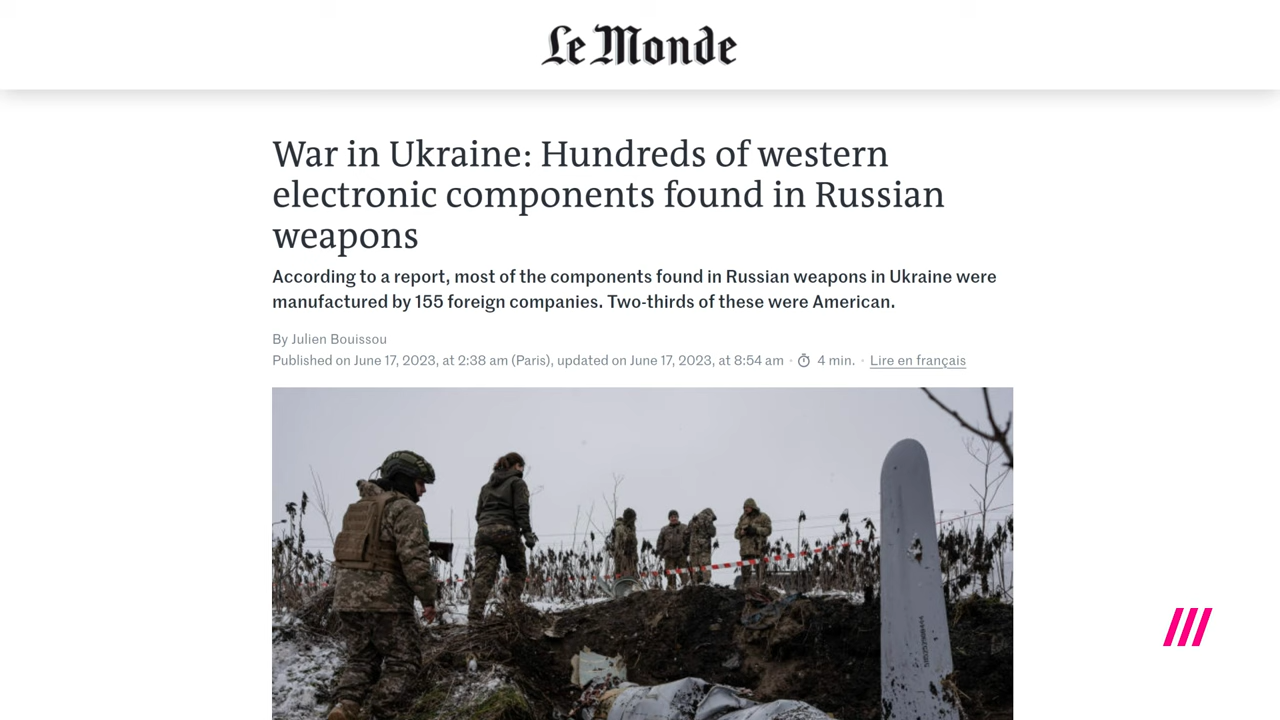 Le Monde
War in Ukraine: Hundreds of western
electronic components found in Russian
weapons
According to a report, most of the components found in Russian weapons in Ukraine were
manufactured by 155 foreign companies. Two-thirds of these were American.
By Julien Bouissou
Published on June 17, 2023, at 2:38 am (Paris), updated on June 17, 2023, at 8:54 am · 4 min. · Lire en français